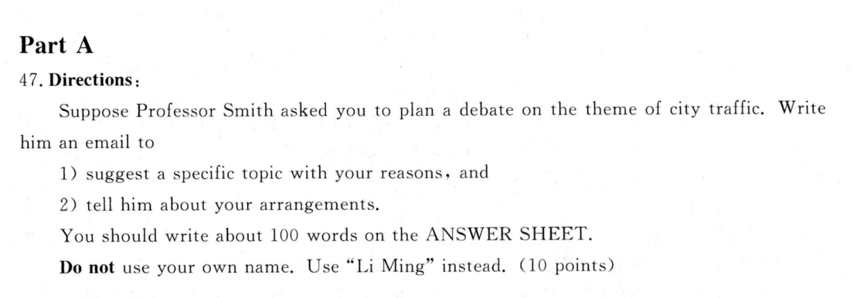 Part A
47. Directions:
Suppose Professor Smith asked you to plan a debate on the theme of city traffic. Write
him an email to
1) suggest a specific topic with your reasons, and
2) tell him about your arrangements.
You should write about 100 words on the ANSWER SHEET.
Do not use your own name. Use “Li Ming” instead. (10 points)